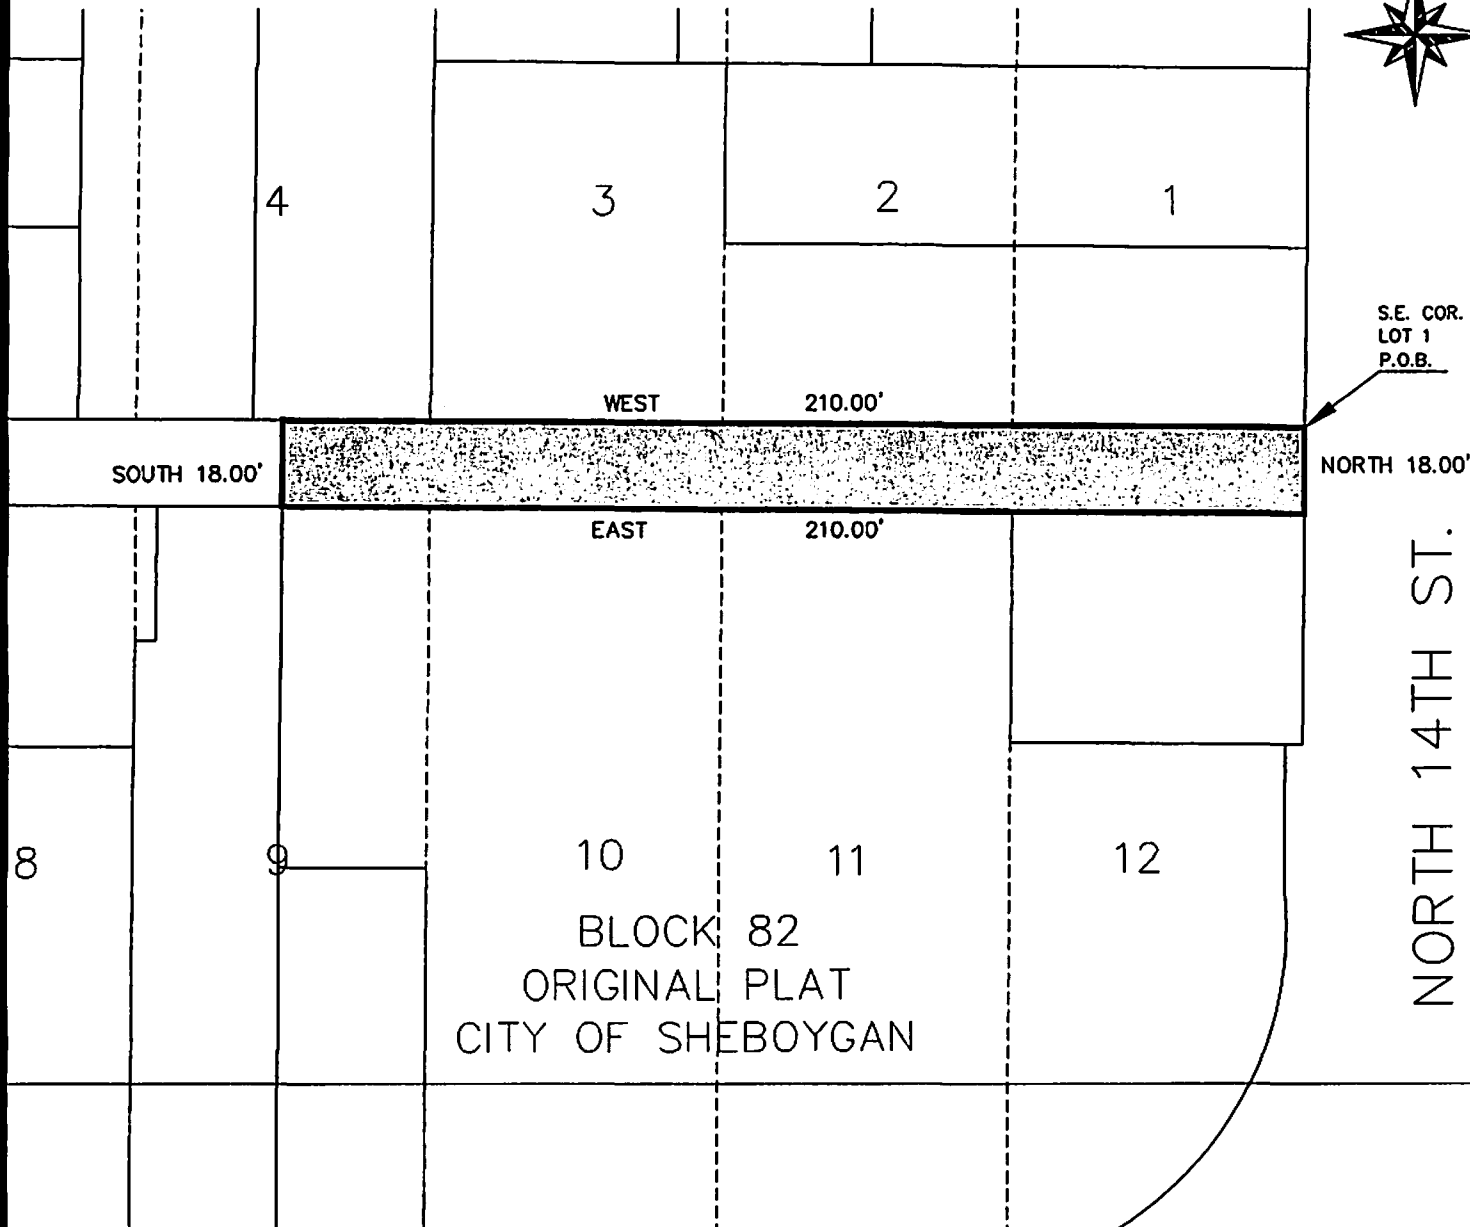 4
3
2
1
S.E. COR.
LOT 1
P.O.B.
WEST 210.00'
SOUTH 18.00'
NORTH 18.00'
EAST 210.00'
NORTH 14TH ST.
8
9
10
11
12
BLOCK 82
ORIGINAL PLAT
CITY OF SHEBOYGAN